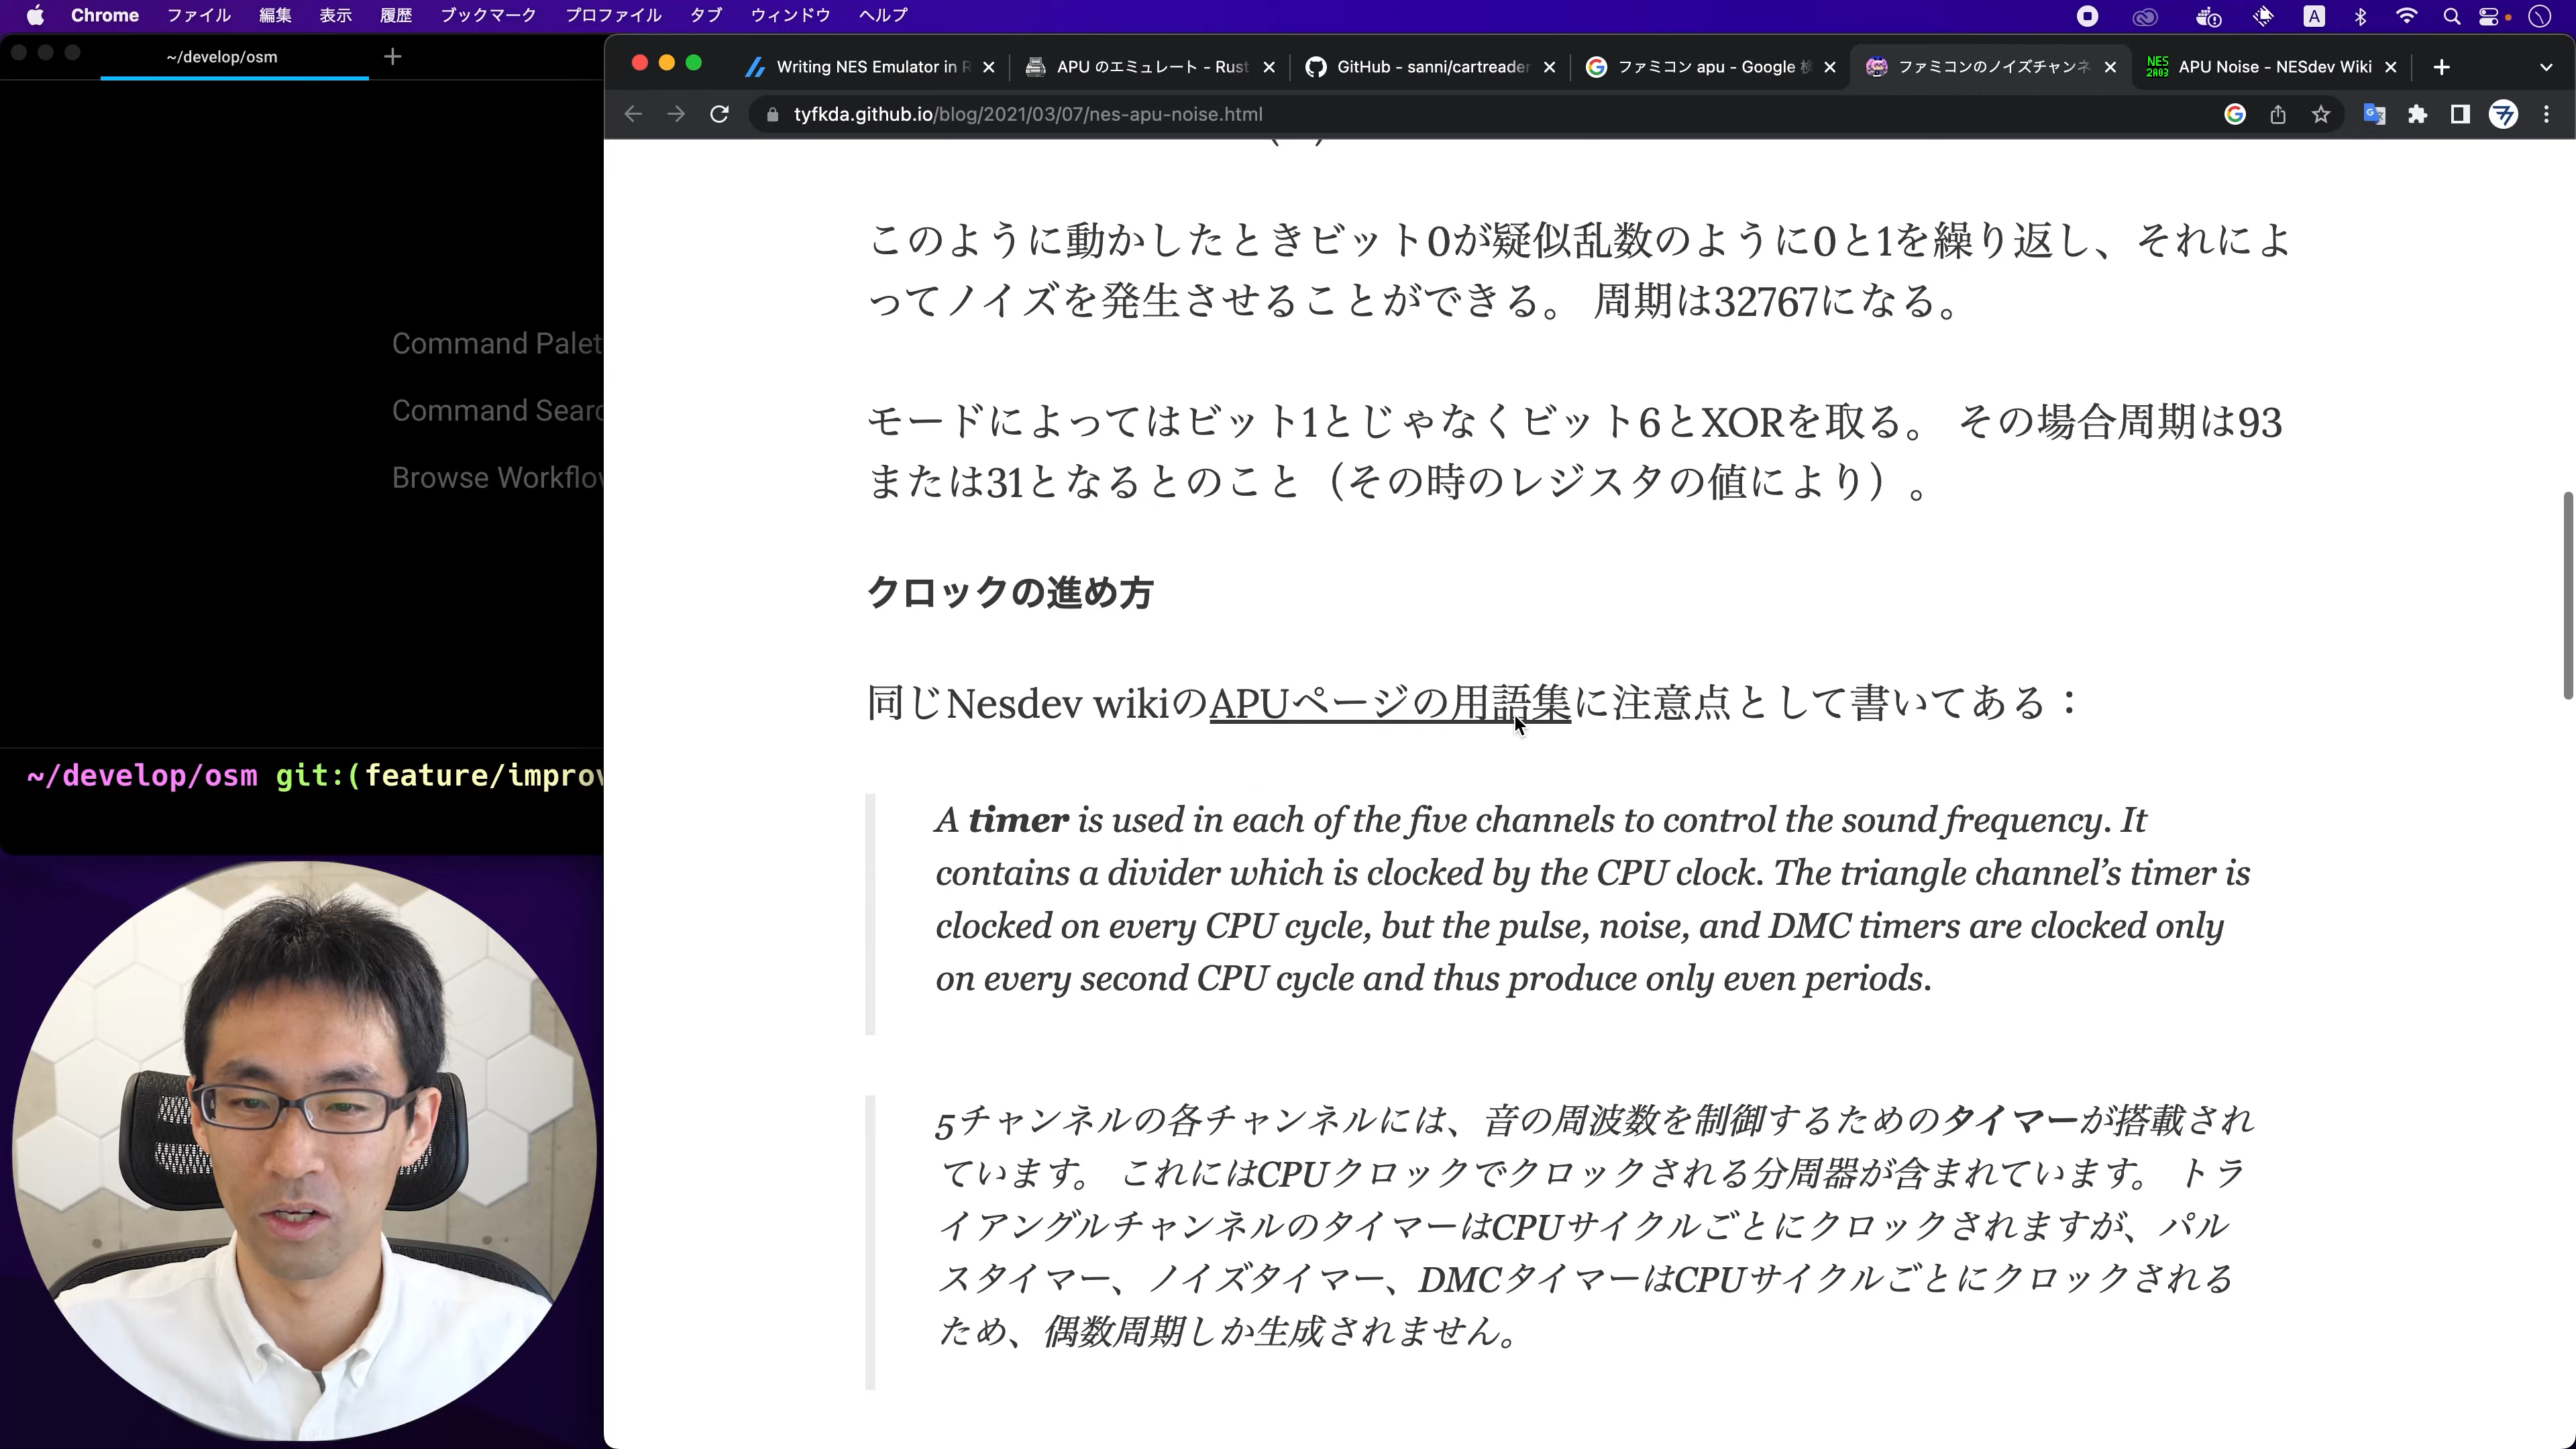 Chrome ファイル 編集 表示 履歴 ブックマーク プロファイル タブ ウィンドウ ヘルプ
A
~/develop/osm
Writing NES Emulator in R
APU のエミュレート - Rust
GitHub - sanni/cartreader
ファミコン apu - Google 検
ファミコンのノイズチャンネ
NES 2A03 APU Noise - NESdev Wiki
tyfkda.github.io/blog/2021/03/07/nes-apu-noise.html
Command Palet
Command Searc
Browse Workflow
~/develop/osm git:(feature/improv
このように動かしたときビット0が疑似乱数のように0と1を繰り返し、それによ
ってノイズを発生させることができる。 周期は32767になる。
モードによってはビット1とじゃなくビット6とXORを取る。 その場合周期は93
または31となるとのこと（その時のレジスタの値により）。
クロックの進め方
同じNesdev wikiのAPUページの用語集に注意点として書いてある：
A timer is used in each of the five channels to control the sound frequency. It
contains a divider which is clocked by the CPU clock. The triangle channel’s timer is
clocked on every CPU cycle, but the pulse, noise, and DMC timers are clocked only
on every second CPU cycle and thus produce only even periods.
5チャンネルの各チャンネルには、音の周波数を制御するためのタイマーが搭載され
ています。 これにはCPUクロックでクロックされる分周器が含まれています。 トラ
イアングルチャンネルのタイマーはCPUサイクルごとにクロックされますが、パル
スタイマー、ノイズタイマー、DMCタイマーはCPUサイクルごとにクロックされる
ため、偶数周期しか生成されません。